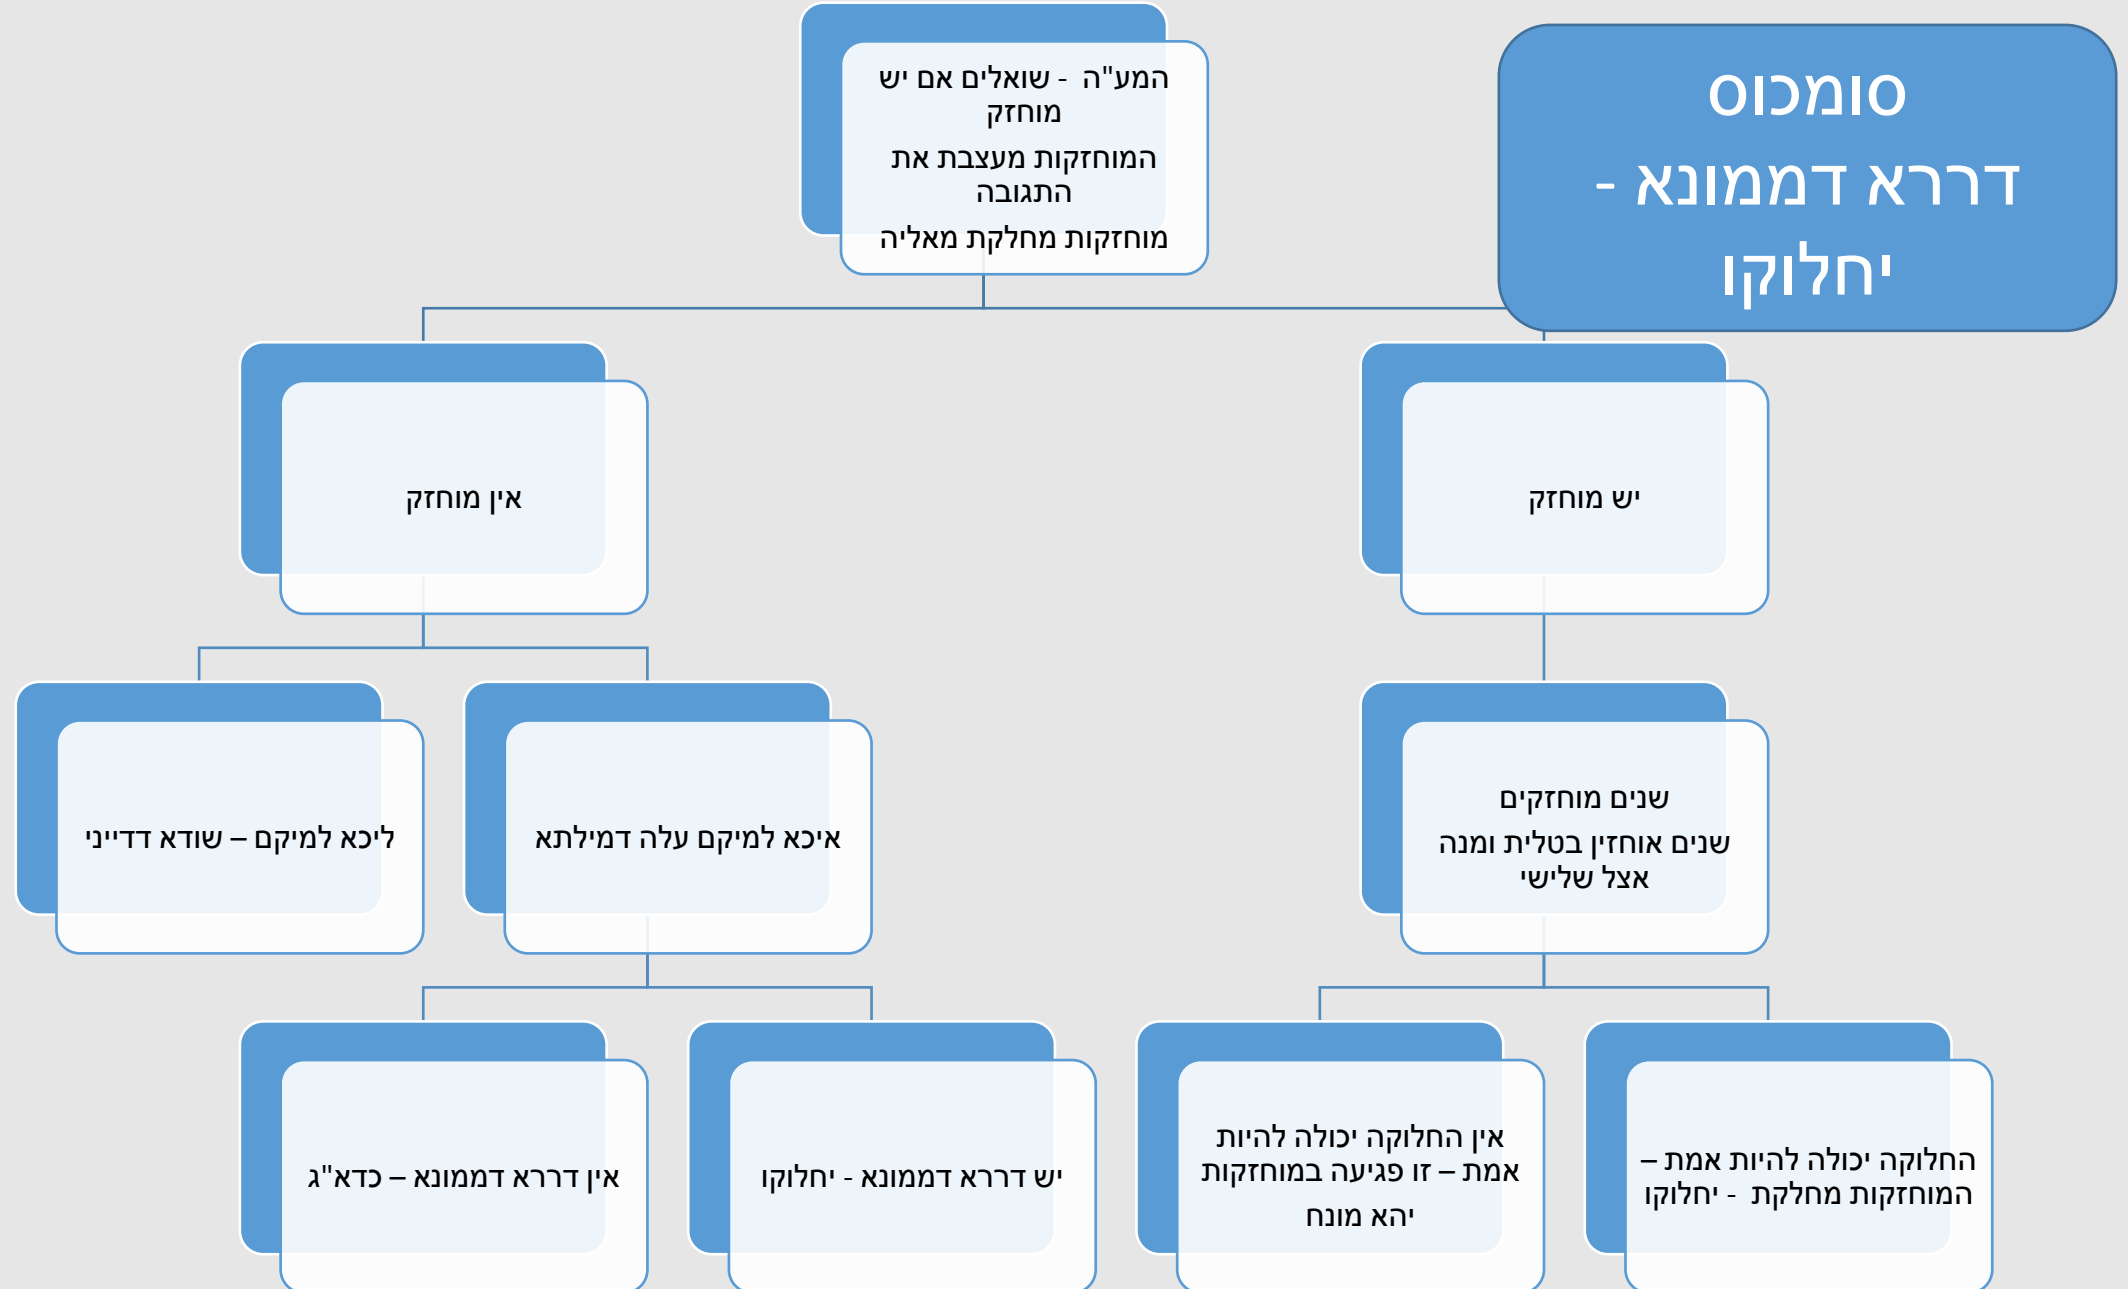 סומכוס
דררא דממונא -
יחלוקו
המע"ה - שואלים אם יש
מוחזק
המוחזקות מעצבת את
התגובה
מוחזקות מחלקת מאליה
יש מוחזק
אין מוחזק
שנים מוחזקים
שנים אוחזין בטלית ומנה
אצל שלישי
איכא למיקם עלה דמילתא
ליכא למיקם – שודא דדייני
החלוקה יכולה להיות אמת –
המוחזקות מחלקת - יחלוקו
אין החלוקה יכולה להיות
אמת – זו פגיעה במוחזקות
יהא מונח
יש דררא דממונא - יחלוקו
אין דררא דממונא – כדא"ג